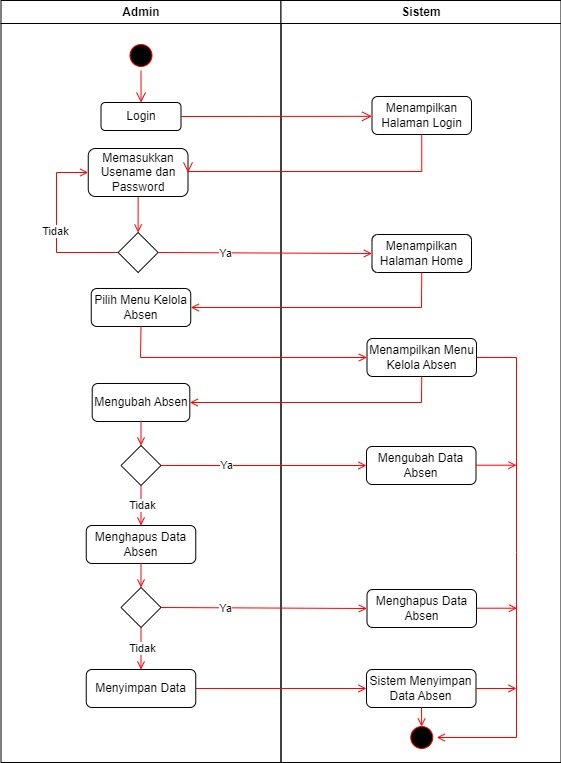 Admin
Sistem
Login
Menampilkan
Halaman Login
Memasukkan
Usename dan
Password
Tidak
Ya
Menampilkan
Halaman Home
Pilih Menu Kelola
Absen
Menampilkan Menu
Kelola Absen
Mengubah Absen
Ya
Mengubah Data
Absen
Tidak
Menghapus Data
Absen
Ya
Menghapus Data
Absen
Tidak
Menyimpan Data
Sistem Menyimpan
Data Absen